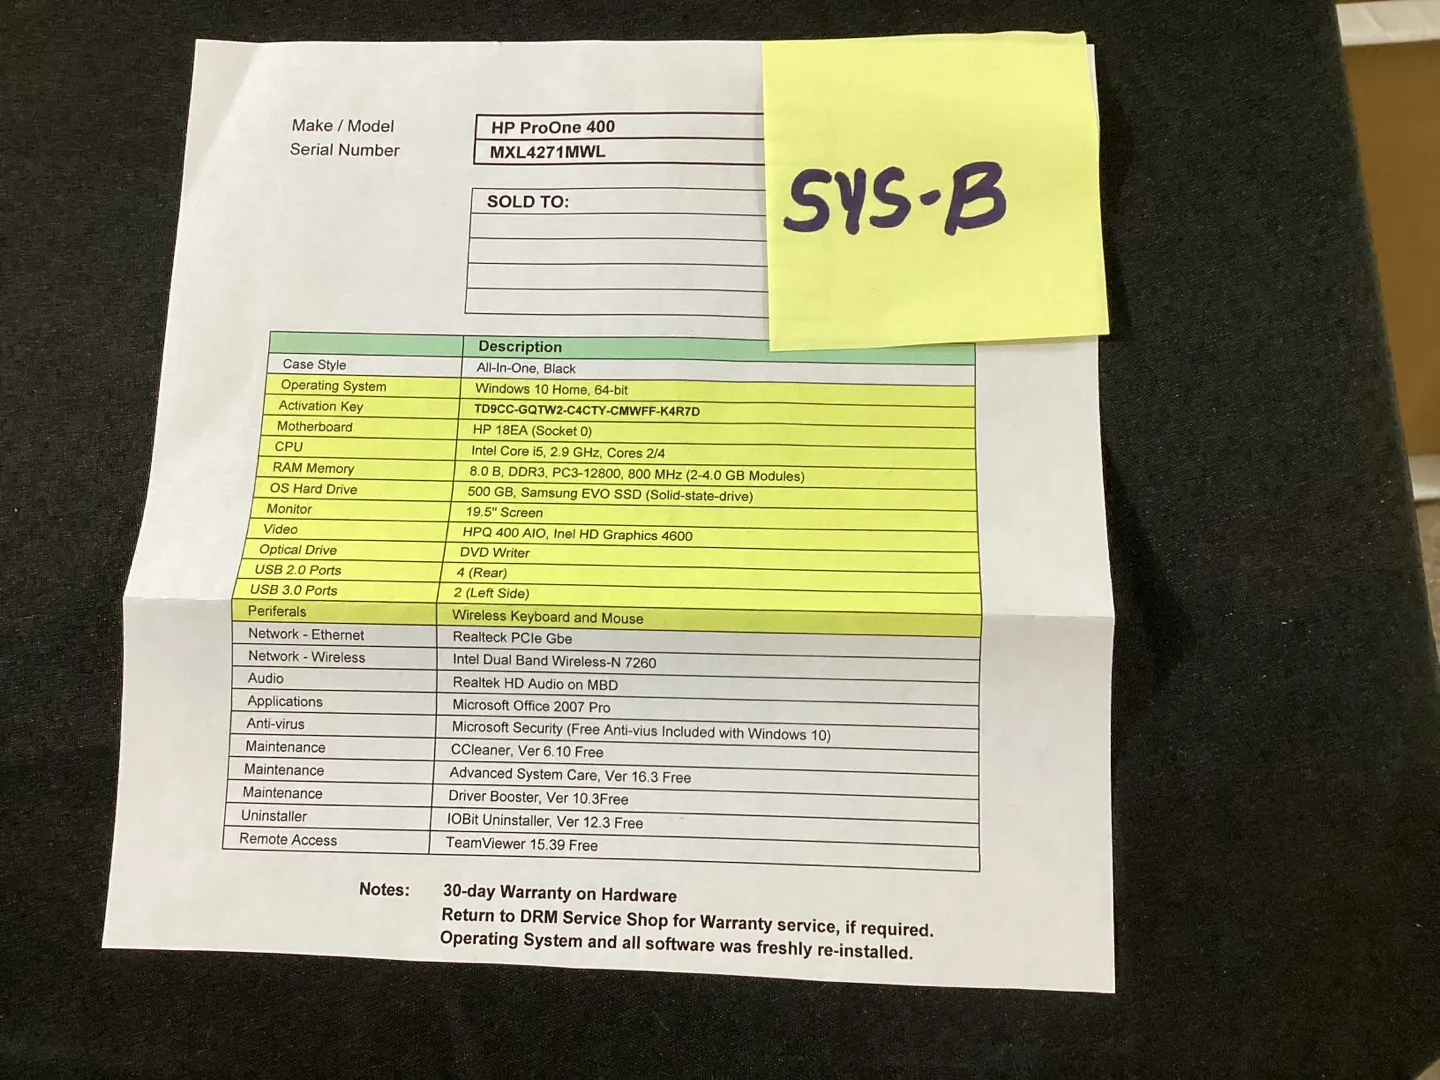 Make / Model HP ProOne 400
Serial Number MXL4271MWL
SYS-B
SOLD TO:
Description
Case Style All-In-One, Black
Operating System Windows 10 Home, 64-bit
Activation Key TD9CC-GQTW2-C4CTY-CMWFF-K4R7D
Motherboard HP 18EA (Socket 0)
CPU Intel Core i5, 2.9 GHz, Cores 2/4
RAM Memory 8.0 B, DDR3, PC3-12800, 800 MHz (2-4.0 GB Modules)
OS Hard Drive 500 GB, Samsung EVO SSD (Solid-state-drive)
Monitor 19.5" Screen
Video HPQ 400 AIO, Inel HD Graphics 4600
Optical Drive DVD Writer
USB 2.0 Ports 4 (Rear)
USB 3.0 Ports 2 (Left Side)
Periferals Wireless Keyboard and Mouse
Network - Ethernet Realteck PCIe Gbe
Network - Wireless Intel Dual Band Wireless-N 7260
Audio Realtek HD Audio on MBD
Applications Microsoft Office 2007 Pro
Anti-virus Microsoft Security (Free Anti-vius Included with Windows 10)
Maintenance CCleaner, Ver 6.10 Free
Maintenance Advanced System Care, Ver 16.3 Free
Maintenance Driver Booster, Ver 10.3Free
Uninstaller IOBit Uninstaller, Ver 12.3 Free
Remote Access TeamViewer 15.39 Free
Notes: 30-day Warranty on Hardware
Return to DRM Service Shop for Warranty service, if required.
Operating System and all software was freshly re-installed.